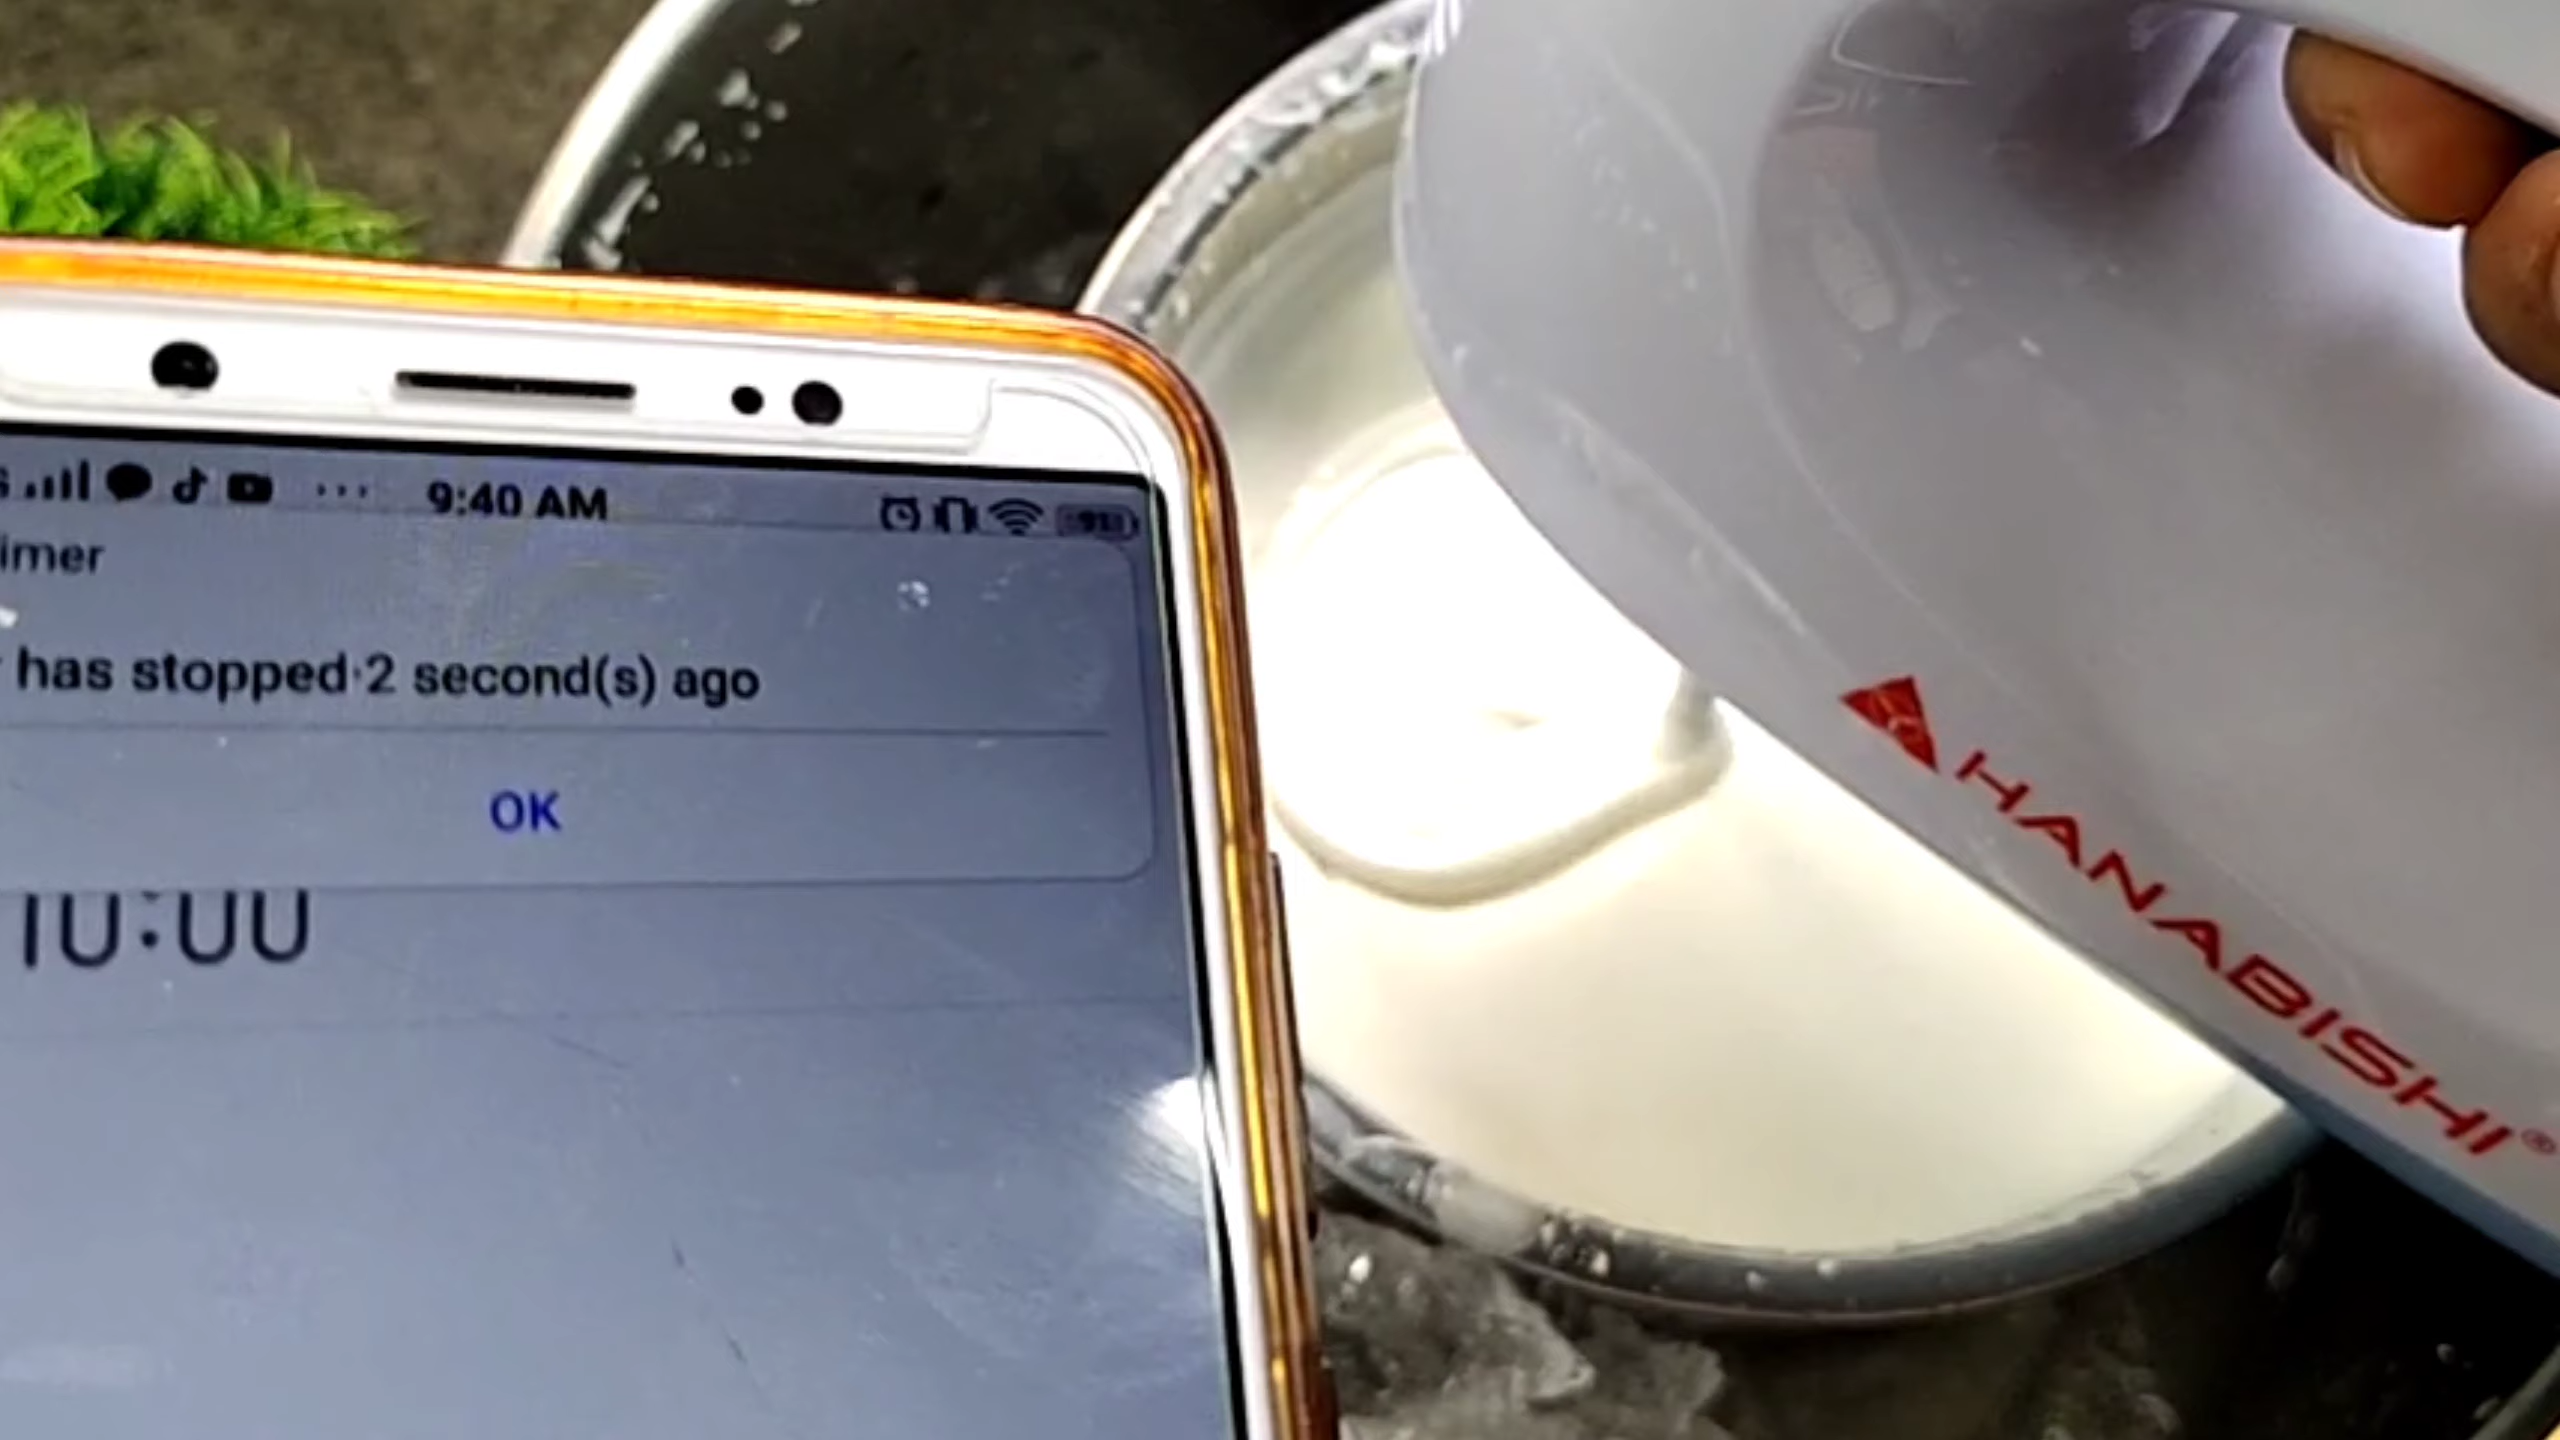 9:40 AM
imer
has stopped 2 second(s) ago
OK
10:00
HANABISHI®